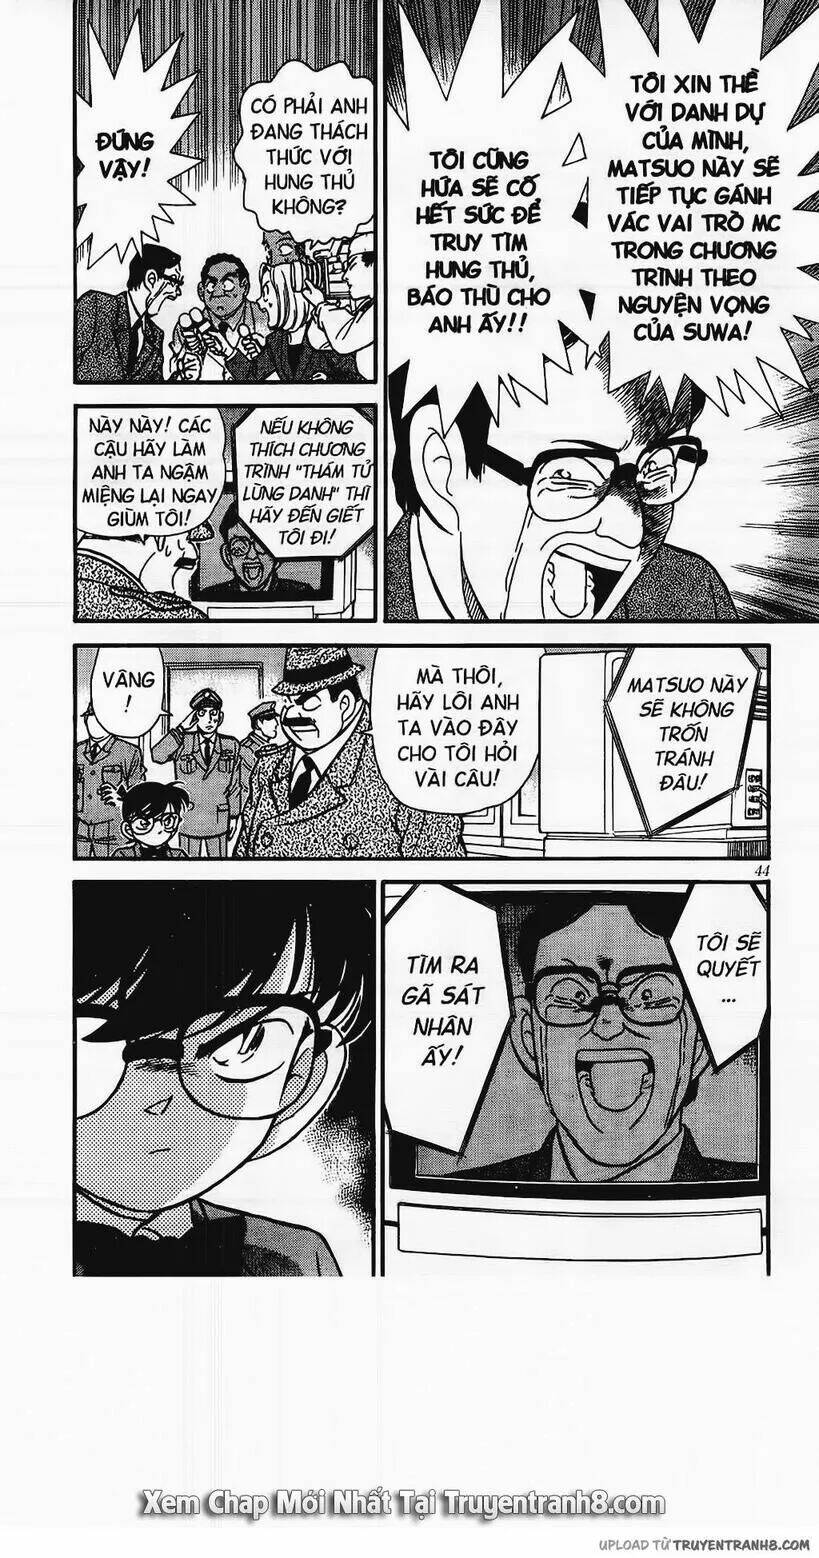 TÔI XIN THỀ
VỚI DANH DỰ
CỦA MÌNH,
MATSUO NÀY SẼ
TIẾP TỤC GÁNH
VÁC VAI TRÒ MC
TRONG CHƯƠNG
TRÌNH THEO
NGUYỆN VỌNG
CỦA SUWA!
TÔI CŨNG
HỨA SẼ CỐ
HẾT SỨC ĐỂ
TRUY TÌM
HUNG THỦ,
BÁO THÙ CHO
ANH ẤY!!
CÓ PHẢI ANH
ĐANG THÁCH
THỨC VỚI
HUNG THỦ
KHÔNG?
ĐÚNG
VẬY!
NẾU KHÔNG
THÍCH CHƯƠNG
TRÌNH "THÁM TỬ
LỪNG DANH" THÌ
HÃY ĐẾN GIẾT
TÔI ĐI!
NÀY NÀY! CÁC
CẬU HÃY LÀM
ANH TA NGẬM
MIỆNG LẠI NGAY
GIÙM TÔI!
MATSUO NÀY
SẼ KHÔNG
TRỐN
TRÁNH
ĐÂU!
MÀ THÔI,
HÃY LÔI ANH
TA VÀO ĐÂY
CHO TÔI HỎI
VÀI CÂU!
VÂNG
!
44
TÔI SẼ
QUYẾT
...
TÌM RA
GÃ SÁT
NHÂN
ẤY!
Xem Chap Mới Nhất Tại Truyentranh8.com
UPLOAD TỪ TRUYENTRANH8.COM